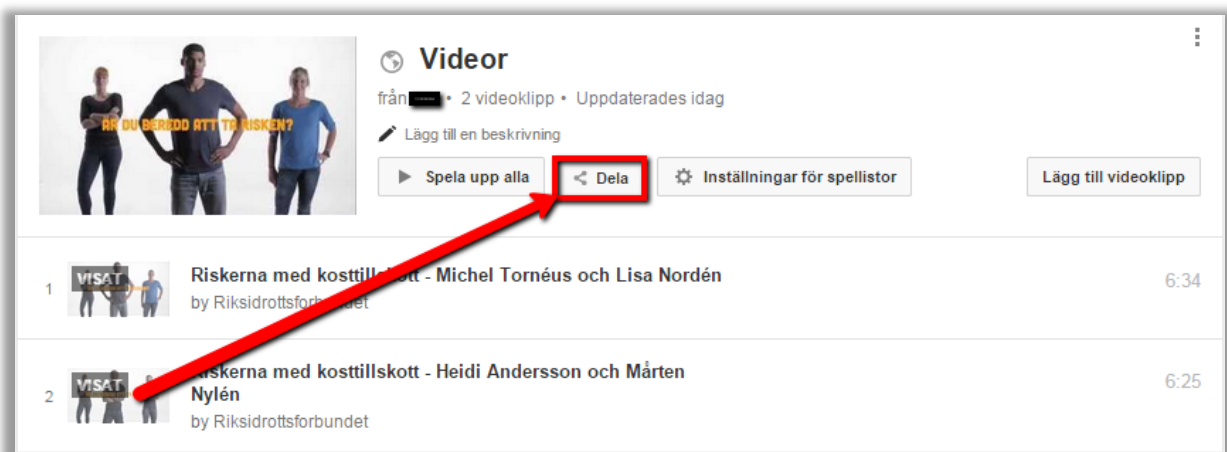 Videor
från • 2 videoklipp • Uppdaterades idag
Lägg till en beskrivning
Spela upp alla
Dela
Inställningar för spellistor
Lägg till videoklipp
ÄR DU BEREDD ATT TA RISKEN?
1
VISAT
Riskerna med kosttillskott - Michel Tornéus och Lisa Nordén
6:34
by Riksidrottsforbundet
2
VISAT
Riskerna med kosttillskott - Heidi Andersson och Mårten
Nylén
6:25
by Riksidrottsforbundet